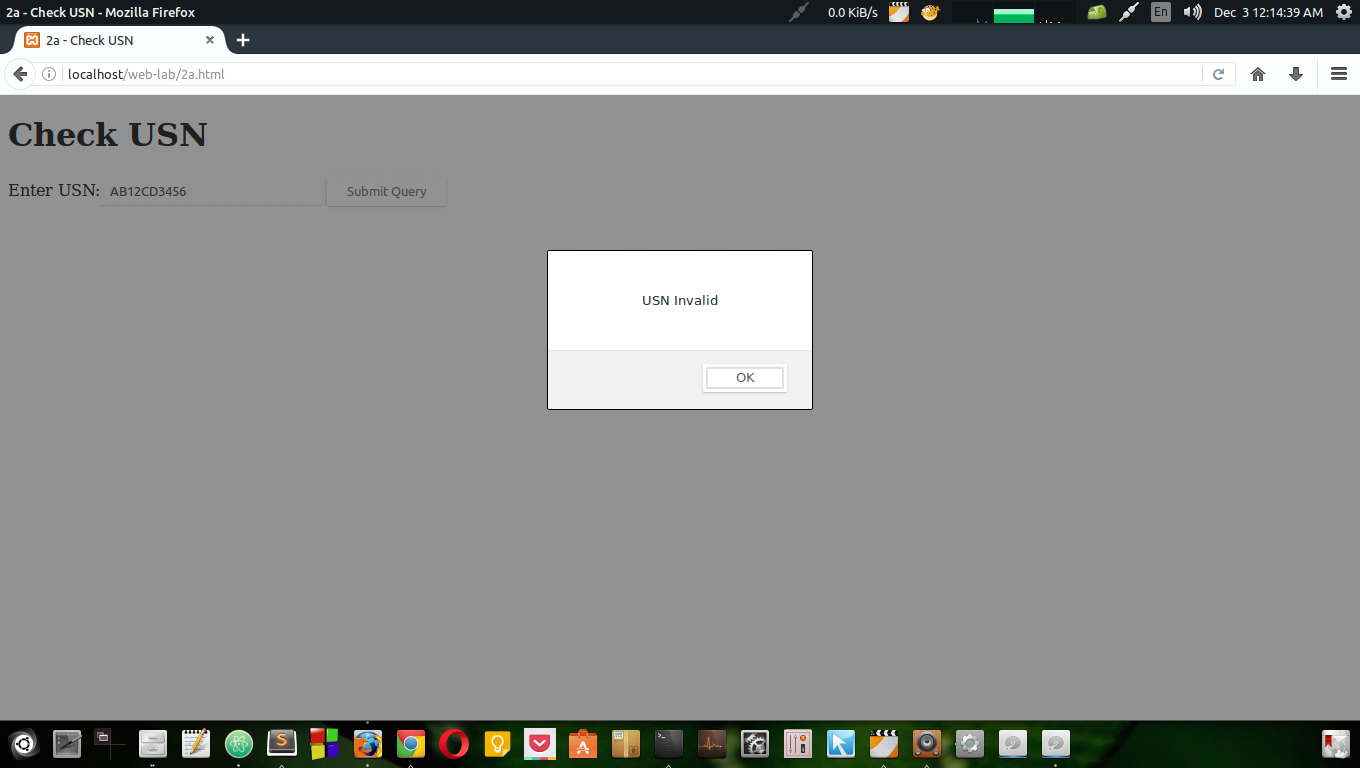 2a - Check USN - Mozilla Firefox
0.0 KiB/s
En
Dec 3 12:14:39 AM
2a - Check USN
localhost/web-lab/2a.html
Check USN
Enter USN: AB12CD3456 Submit Query
USN Invalid
OK